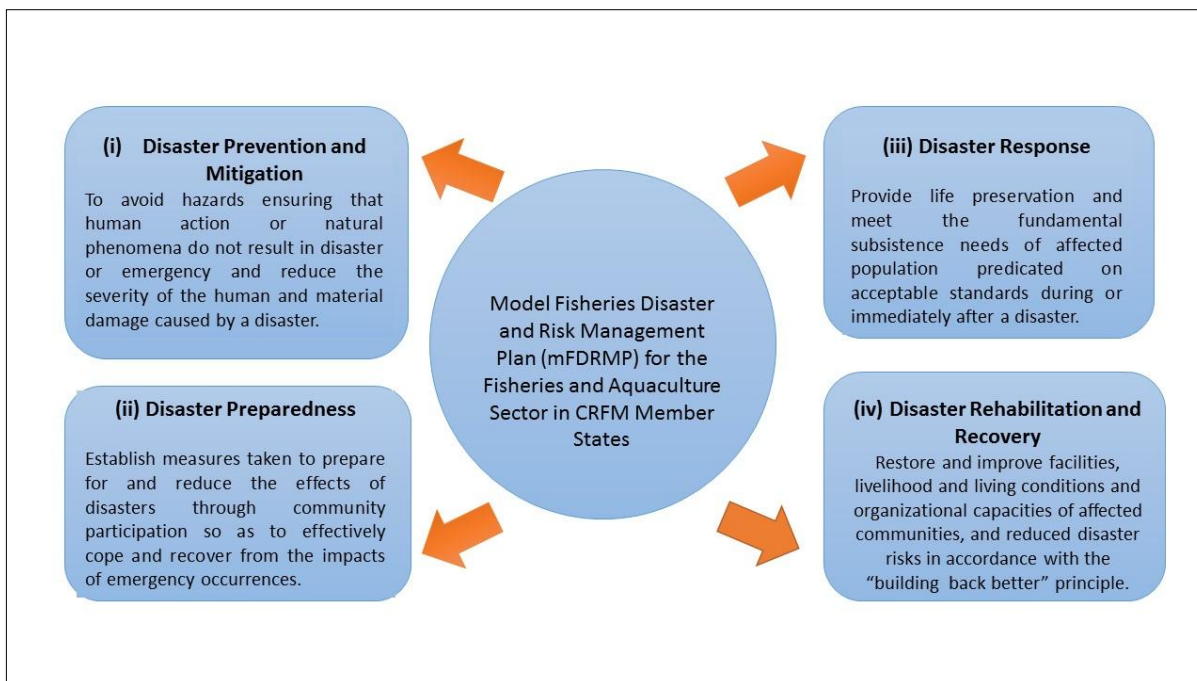 (i) Disaster Prevention and
Mitigation
To avoid hazards ensuring that
human action or natural
phenomena do not result in disaster
or emergency and reduce the
severity of the human and material
damage caused by a disaster.
(ii) Disaster Preparedness
Establish measures taken to prepare
for and reduce the effects of
disasters through community
participation so as to effectively
cope and recover from the impacts
of emergency occurrences.
Model Fisheries Disaster
and Risk Management
Plan (mFDRMP) for the
Fisheries and Aquaculture
Sector in CRFM Member
States
(iii) Disaster Response
Provide life preservation and
meet the fundamental
subsistence needs of affected
population predicated on
acceptable standards during or
immediately after a disaster.
(iv) Disaster Rehabilitation and
Recovery
Restore and improve facilities,
livelihood and living conditions and
organizational capacities of affected
communities, and reduced disaster
risks in accordance with the
“building back better” principle.